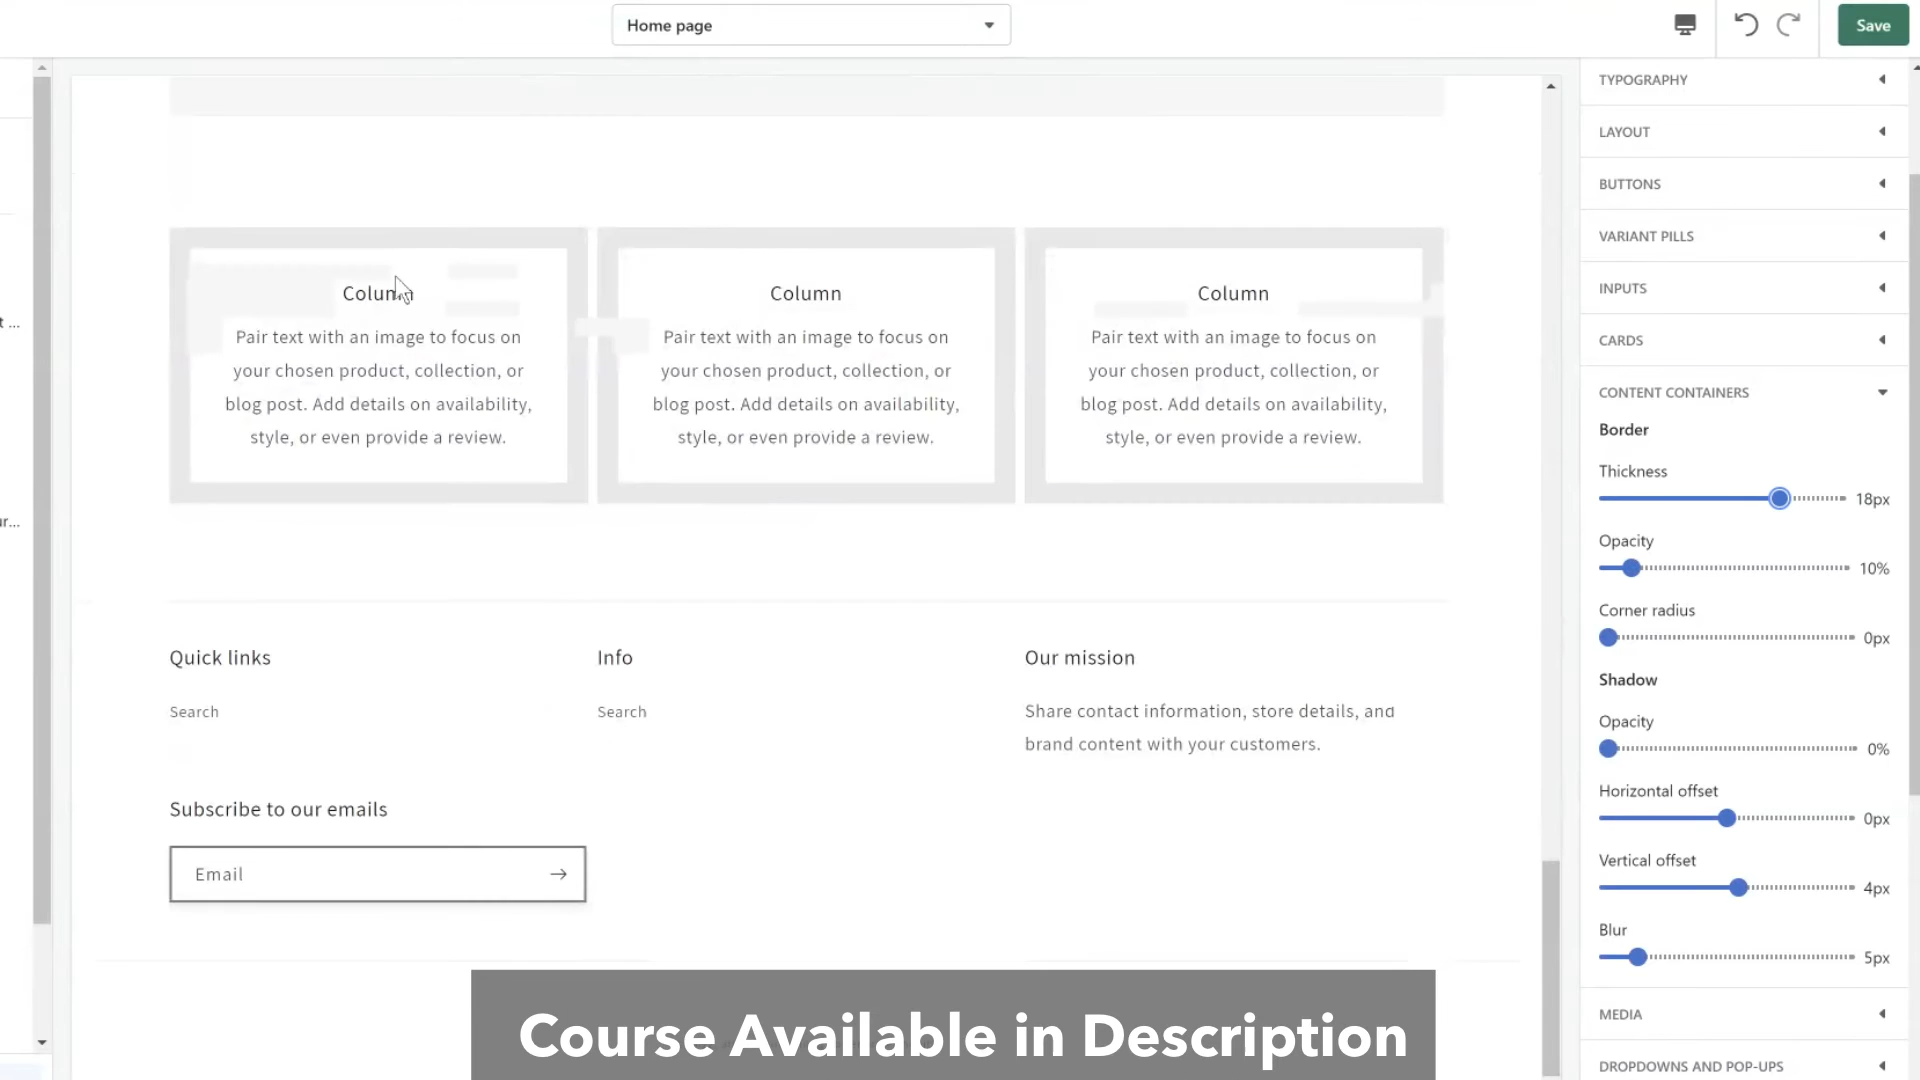 Home page
Save
t ...
ur...
Column
Pair text with an image to focus on
your chosen product, collection, or
blog post. Add details on availability,
style, or even provide a review.
Column
Pair text with an image to focus on
your chosen product, collection, or
blog post. Add details on availability,
style, or even provide a review.
Column
Pair text with an image to focus on
your chosen product, collection, or
blog post. Add details on availability,
style, or even provide a review.
Quick links
Search
Info
Search
Our mission
Share contact information, store details, and
brand content with your customers.
Subscribe to our emails
Email
TYPOGRAPHY
LAYOUT
BUTTONS
VARIANT PILLS
INPUTS
CARDS
CONTENT CONTAINERS
Border
Thickness
18px
Opacity
10%
Corner radius
0px
Shadow
Opacity
0%
Horizontal offset
0px
Vertical offset
4px
Blur
5px
MEDIA
DROPDOWNS AND POP-UPS
Course Available in Description